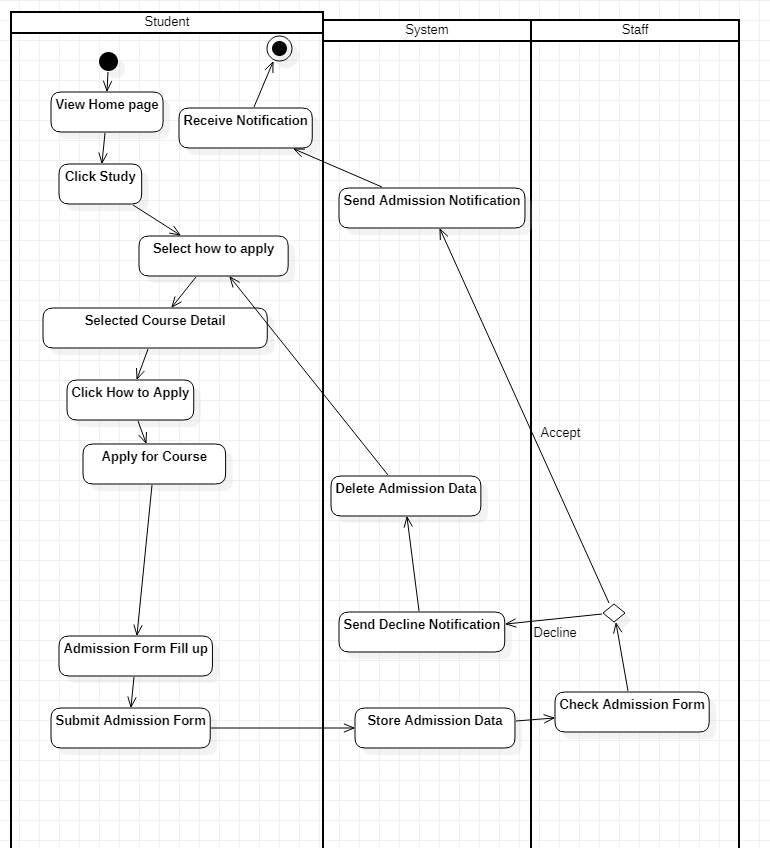 Student
System
Staff
View Home page
Receive Notification
Click Study
Send Admission Notification
Select how to apply
Selected Course Detail
Click How to Apply
Accept
Apply for Course
Delete Admission Data
Send Decline Notification
Decline
Admission Form Fill up
Check Admission Form
Submit Admission Form
Store Admission Data